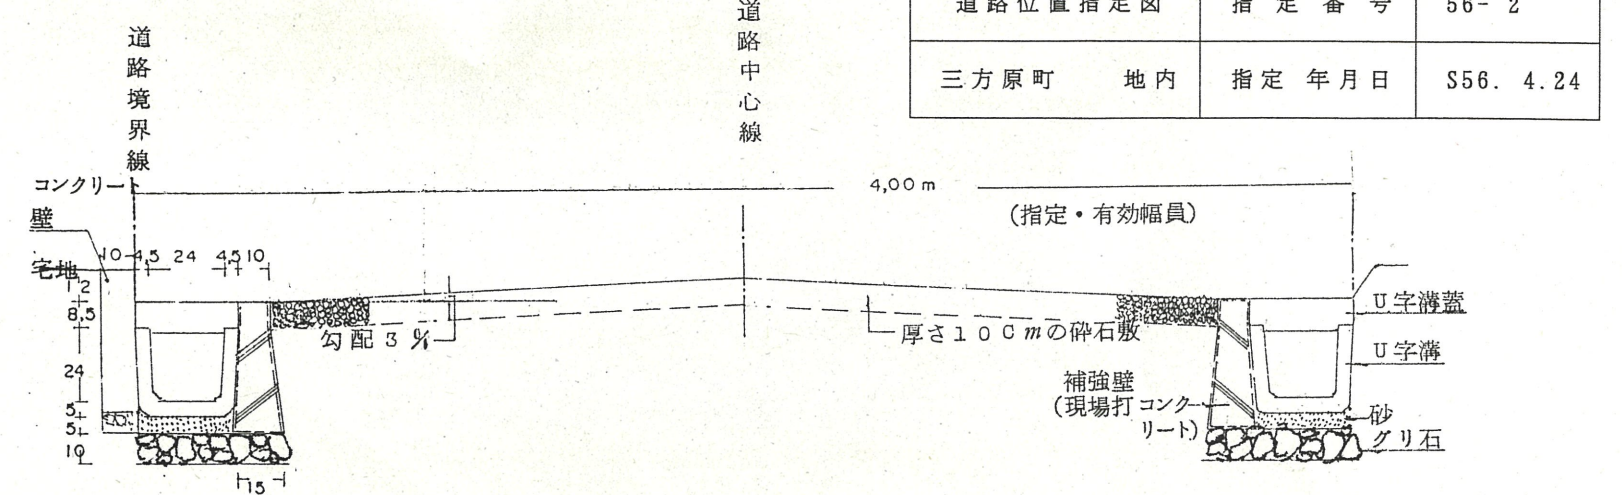 道路位置指定図 指定番号 56-2
三方原町 地内 指定 年月日 S56. 4.24
道路境界線
道路中心線
コンクリート
壁
4,00 m
(指定・有効幅員)
10 4,5 24 4,5 10
宅地
12
8,5
24
5
5
10
15
勾配3%
厚さ10cmの砕石敷
補強壁
(現場打コンク
リート)
U字溝蓋
U字溝
砂
グリ石